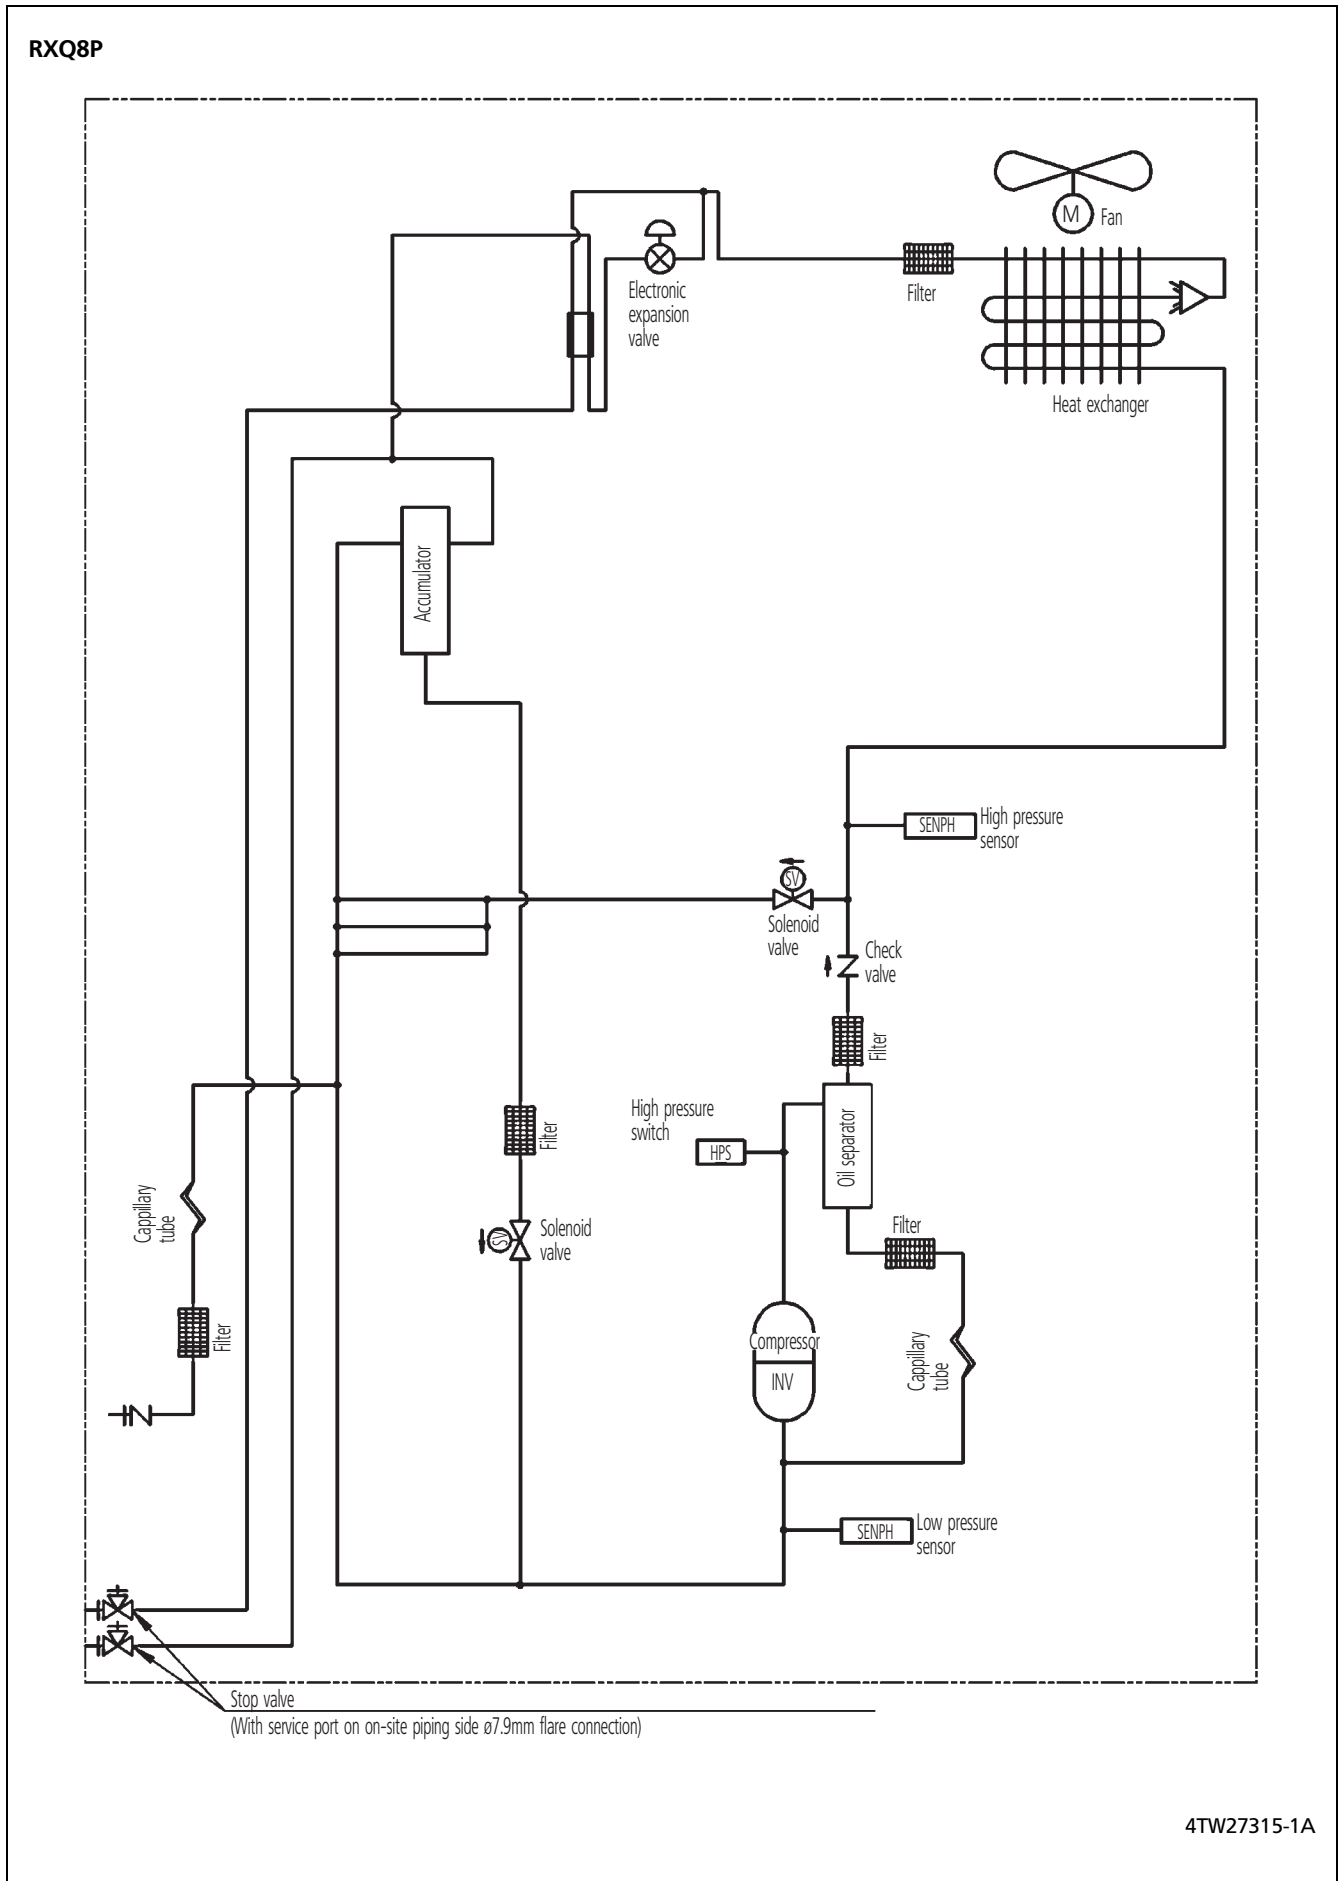 RXQ8P
M
Fan
Electronic
expansion
valve
Filter
Heat exchanger
Accumulator
SENPH
High pressure
sensor
SV
Solenoid
valve
Check
valve
Filter
High pressure
switch
HPS
Oil separator
Filter
Cappillary
tube
SV
Solenoid
valve
Filter
Filter
Compressor
INV
Cappillary
tube
SENPH
Low pressure
sensor
Stop valve
(With service port on on-site piping side ø7.9mm flare connection)
4TW27315-1A